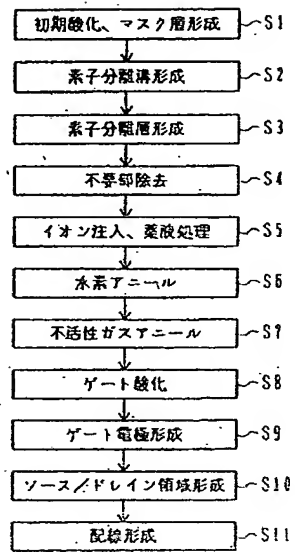 初期酸化、マスク層形成 S1
素子分離溝形成 S2
素子分離層形成 S3
不要部除去 S4
イオン注入、薬液処理 S5
水素アニール S6
不活性ガスアニール S7
ゲート酸化 S8
ゲート電極形成 S9
ソース/ドレイン領域形成 S10
配線形成 S11